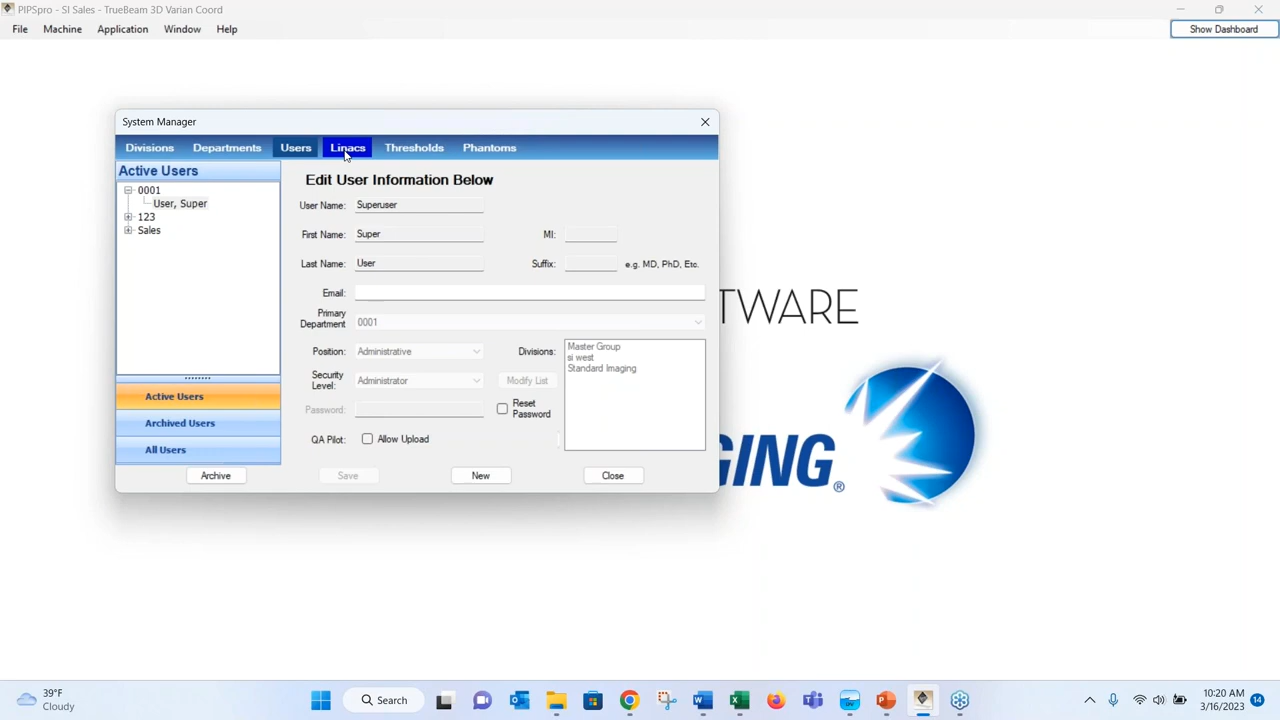 PIPSpro - SI Sales - TrueBeam 3D Varian Coord
File Machine Application Window Help
Show Dashboard
System Manager
Divisions Departments Users Linacs Thresholds Phantoms
Active Users
0001
User, Super
123
Sales
Active Users
Archived Users
All Users
Archive
Edit User Information Below
User Name: Superuser
First Name: Super MI:
Last Name: User Suffix: e.g. MD, PhD, Etc.
Email:
Primary
Department 0001
Position: Administrative Divisions:
Master Group
si west
Standard Imaging
Security
Level: Administrator Modify List
Password: Reset
Password
QA Pilot: Allow Upload
Save New Close
TWARE
GING®
39°F
Cloudy
Search
10:20 AM
3/16/2023
14